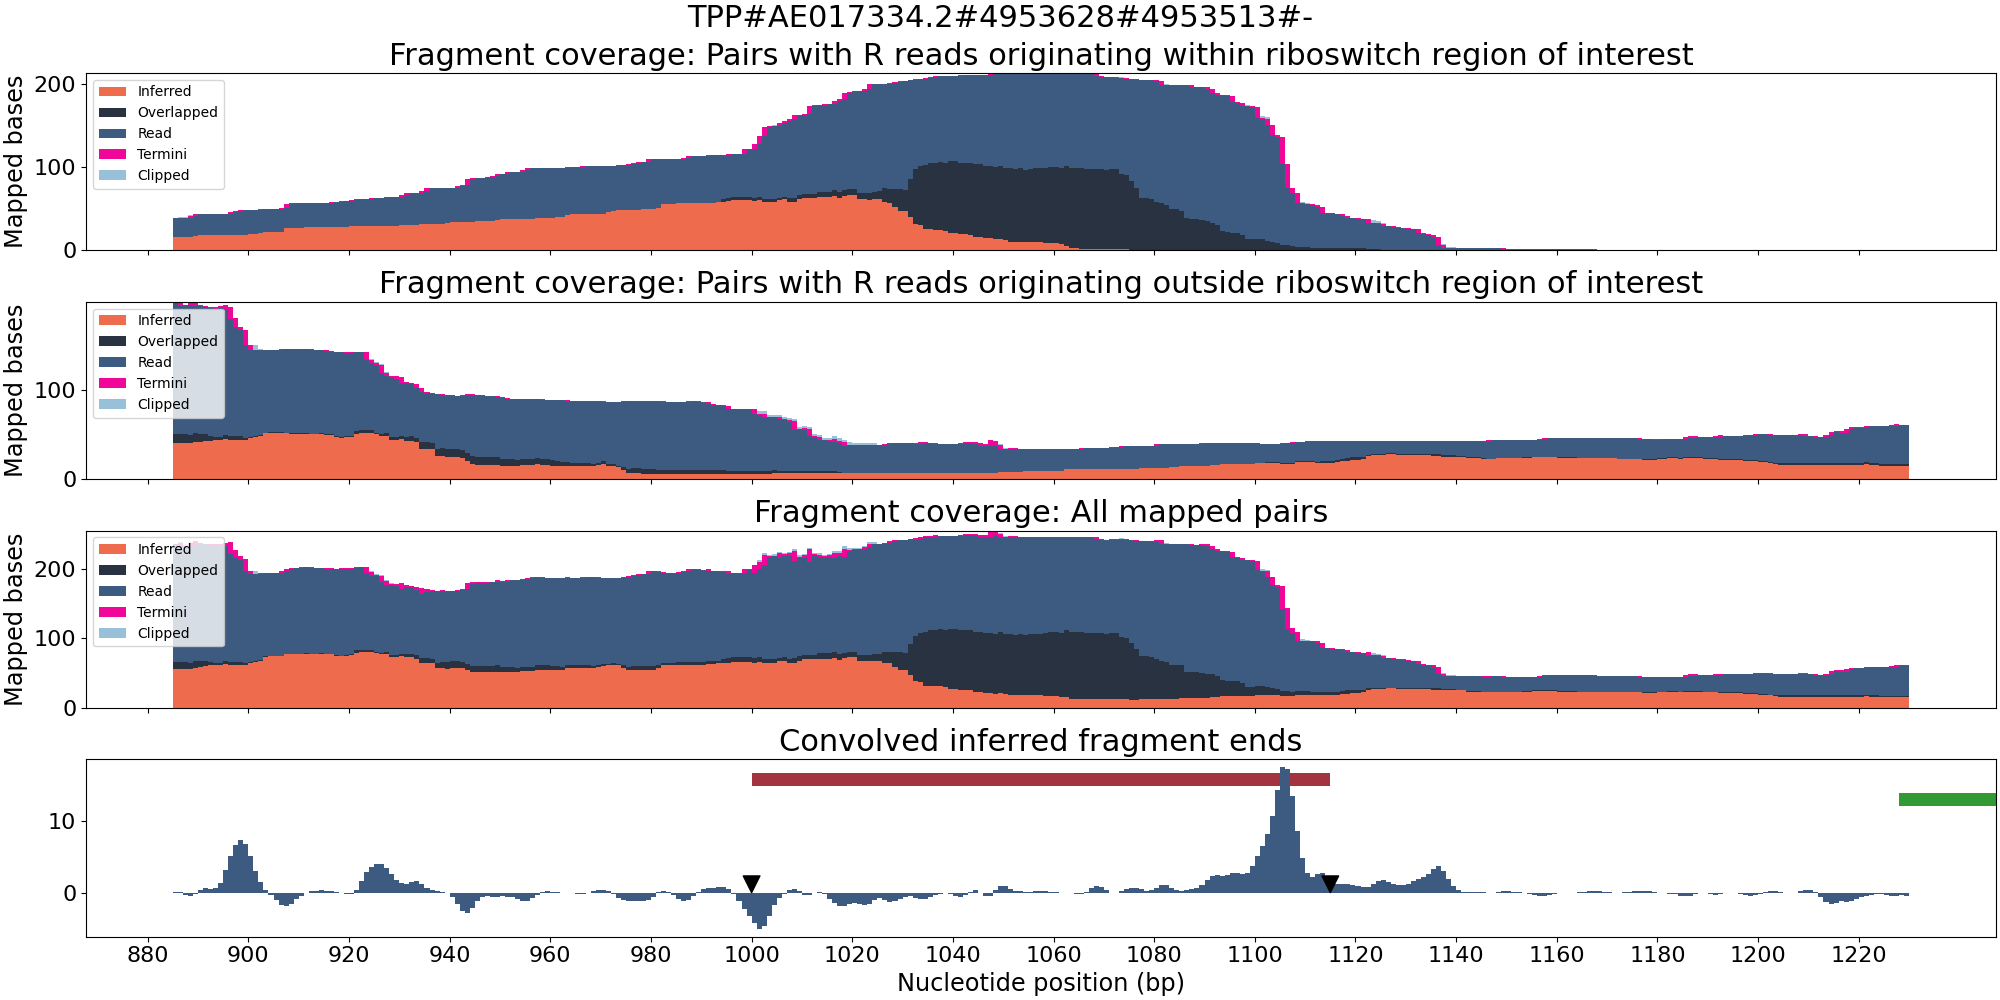 TPP#AE017334.2#4953628#4953513#-
Fragment coverage: Pairs with R reads originating within riboswitch region of interest
Mapped bases
200
100
0
Inferred
Overlapped
Read
Termini
Clipped
Fragment coverage: Pairs with R reads originating outside riboswitch region of interest
Mapped bases
100
0
Inferred
Overlapped
Read
Termini
Clipped
Fragment coverage: All mapped pairs
Mapped bases
200
100
0
Inferred
Overlapped
Read
Termini
Clipped
Convolved inferred fragment ends
10
0
880 900 920 940 960 980 1000 1020 1040 1060 1080 1100 1120 1140 1160 1180 1200 1220
Nucleotide position (bp)